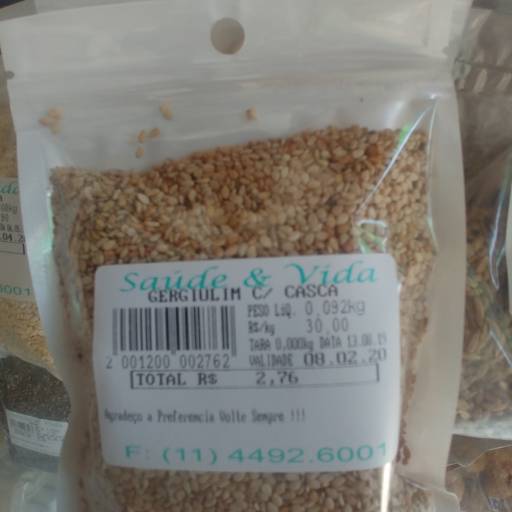 Saúde & Vida
GERGIULIM C/ CASCA
PESO LíQ. 0,092kg
R$/kg 30,00
TARA 0,000kg DATA 13.08.19
VALIDADE 08.02.20
2 001200 002762
TOTAL R$ 2,76
Agradeço a Preferencia Volte Sempre !!!
F: (11) 4492.6001